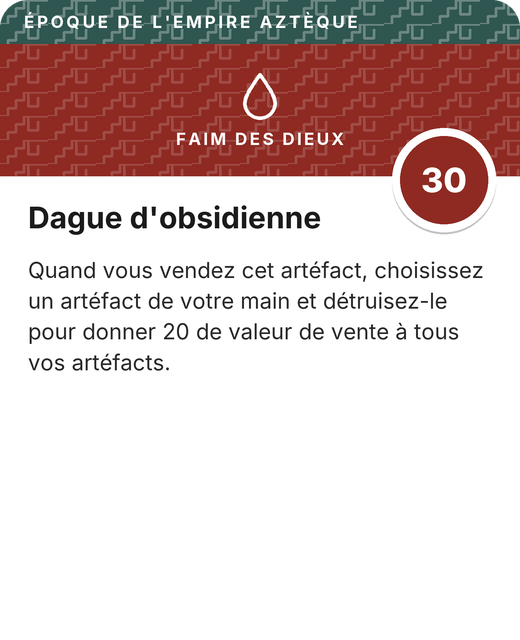 ÉPOQUE DE L'EMPIRE AZTÈQUE
FAIM DES DIEUX
30
Dague d'obsidienne
Quand vous vendez cet artéfact, choisissez
un artéfact de votre main et détruisez-le
pour donner 20 de valeur de vente à tous
vos artéfacts.